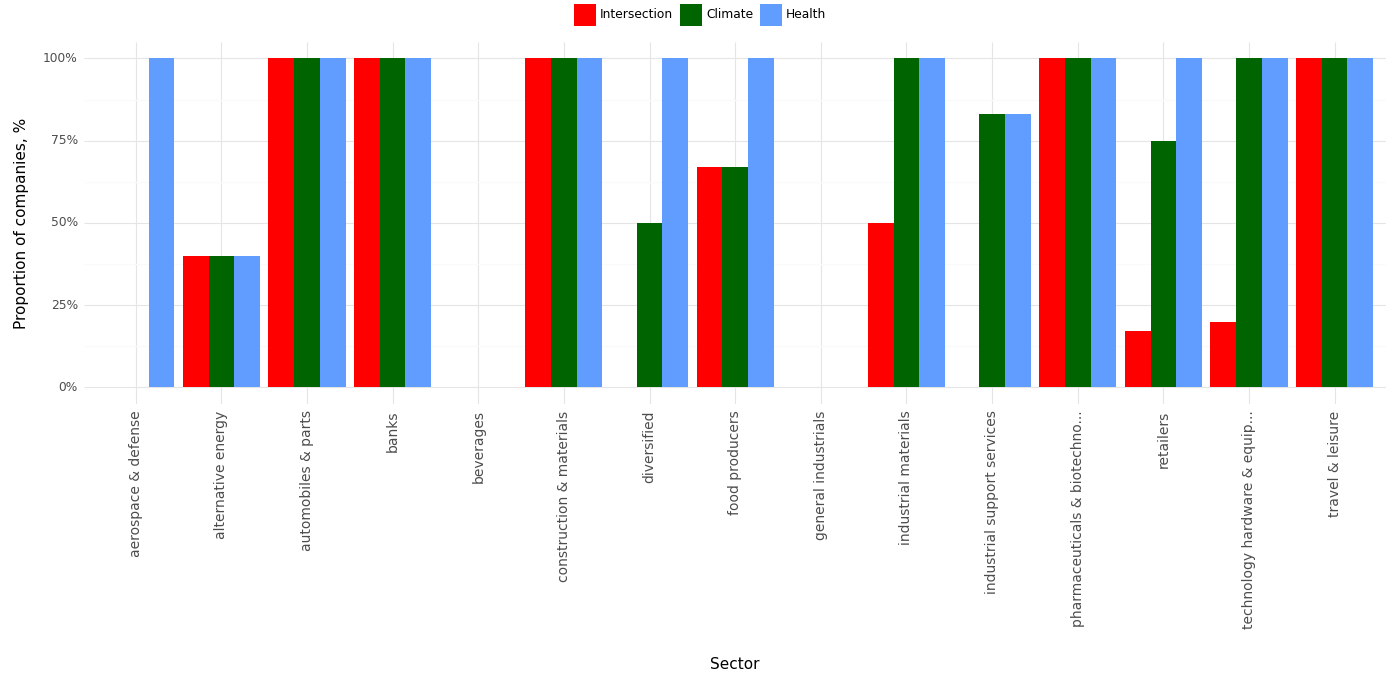 Intersection Climate Health
Proportion of companies, %
100%
75%
50%
25%
0%
aerospace & defense
alternative energy
automobiles & parts
banks
beverages
construction & materials
diversified
food producers
general industrials
industrial materials
industrial support services
pharmaceuticals & biotechno...
retailers
technology hardware & equip...
travel & leisure
Sector